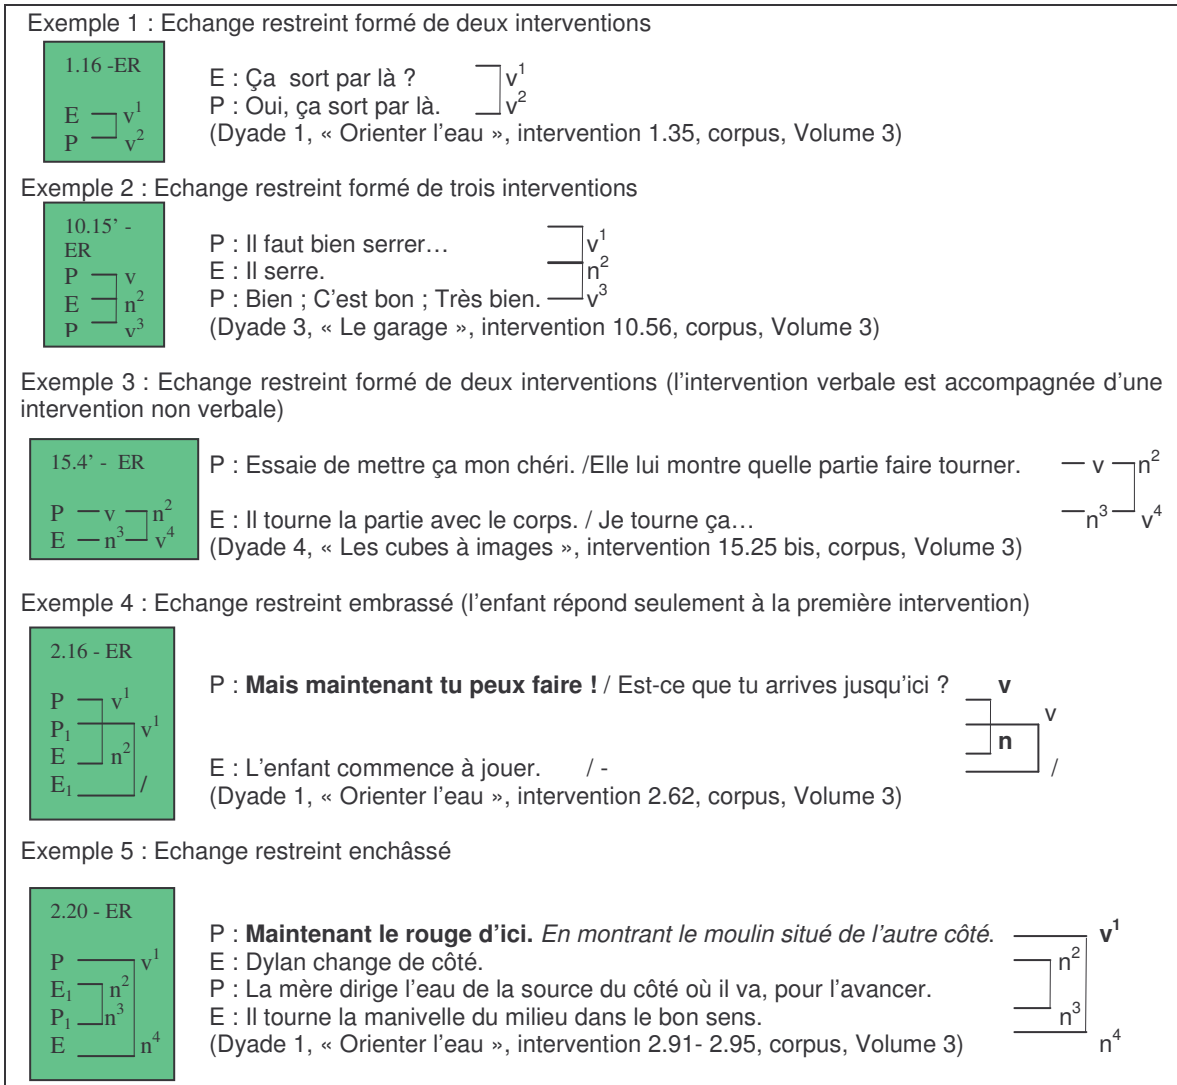 Exemple 1 : Echange restreint formé de deux interventions
1.16 -ER
E v1
P v2
E : Ça sort par là ? v1
P : Oui, ça sort par là. v2
(Dyade 1, « Orienter l’eau », intervention 1.35, corpus, Volume 3)
Exemple 2 : Echange restreint formé de trois interventions
10.15’ -
ER
P v
E n2
P v3
P : Il faut bien serrer… v1
E : Il serre. n2
P : Bien ; C’est bon ; Très bien. v3
(Dyade 3, « Le garage », intervention 10.56, corpus, Volume 3)
Exemple 3 : Echange restreint formé de deux interventions (l’intervention verbale est accompagnée d’une
intervention non verbale)
15.4’ - ER
P v n2
E n3 v4
P : Essaie de mettre ça mon chéri. /Elle lui montre quelle partie faire tourner. v n2
E : Il tourne la partie avec le corps. / Je tourne ça… n3 v4
(Dyade 4, « Les cubes à images », intervention 15.25 bis, corpus, Volume 3)
Exemple 4 : Echange restreint embrassé (l’enfant répond seulement à la première intervention)
2.16 - ER
P v1
P1 v1
E n2
E1 /
P : Mais maintenant tu peux faire ! / Est-ce que tu arrives jusqu’ici ? v
v
n
E : L’enfant commence à jouer. / - /
(Dyade 1, « Orienter l’eau », intervention 2.62, corpus, Volume 3)
Exemple 5 : Echange restreint enchâssé
2.20 - ER
P v1
E1 n2
P1 n3
E n4
P : Maintenant le rouge d’ici. En montrant le moulin situé de l’autre côté. v1
E : Dylan change de côté. n2
P : La mère dirige l’eau de la source du côté où il va, pour l’avancer.
E : Il tourne la manivelle du milieu dans le bon sens. n3
(Dyade 1, « Orienter l’eau », intervention 2.91- 2.95, corpus, Volume 3) n4